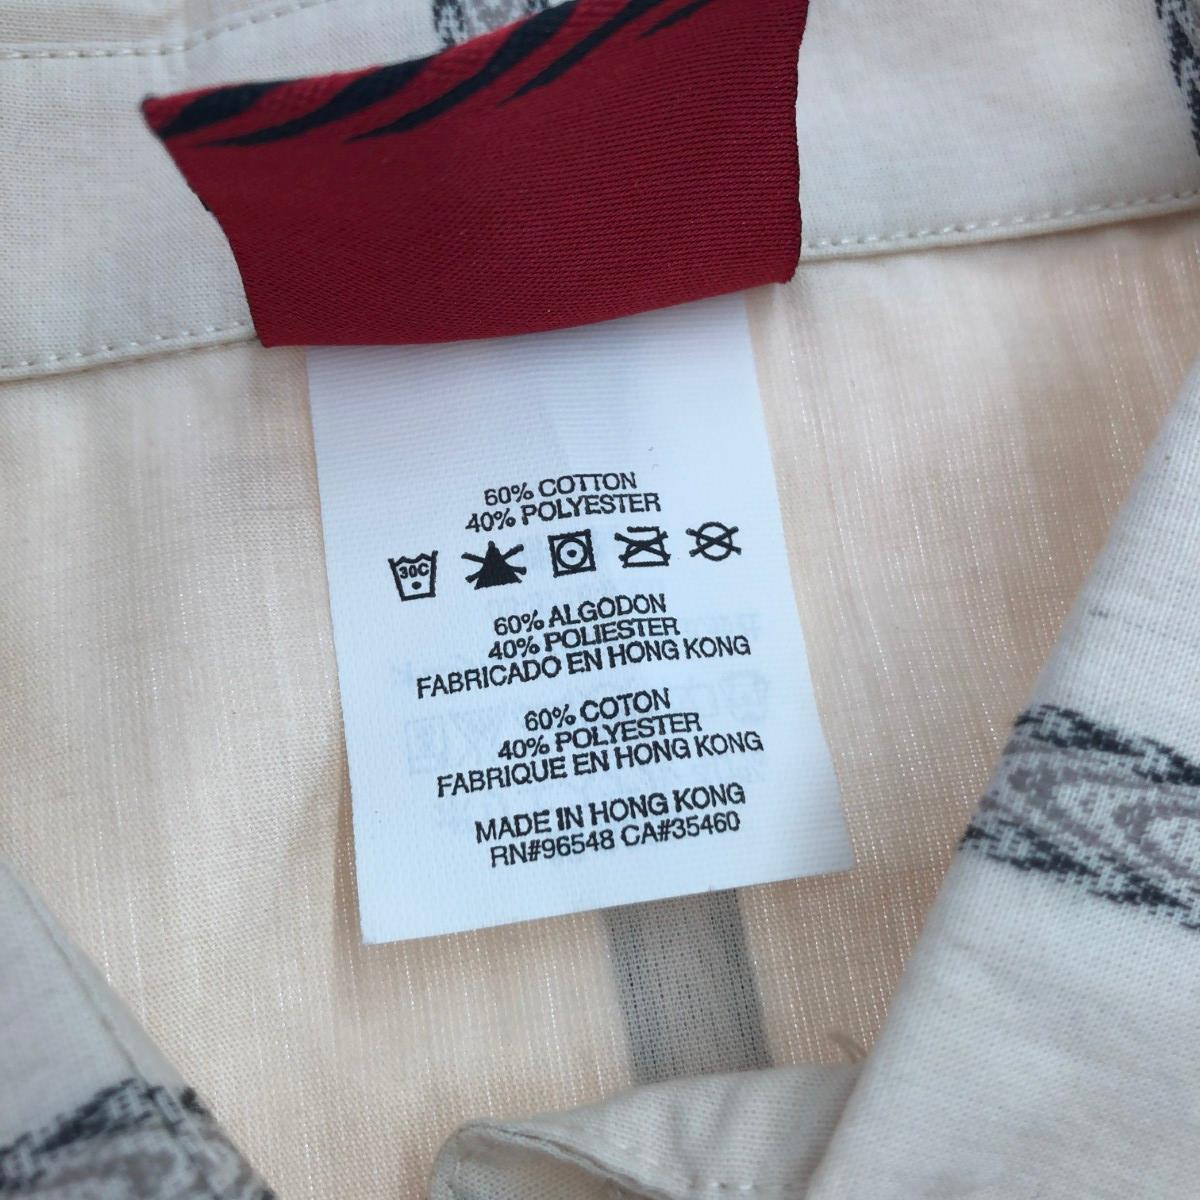 60% COTTON
40% POLYESTER
30C
60% ALGODON
40% POLIESTER
FABRICADO EN HONG KONG
60% COTON
40% POLYESTER
FABRIQUE EN HONG KONG
MADE IN HONG KONG
RN#96548 CA#35460